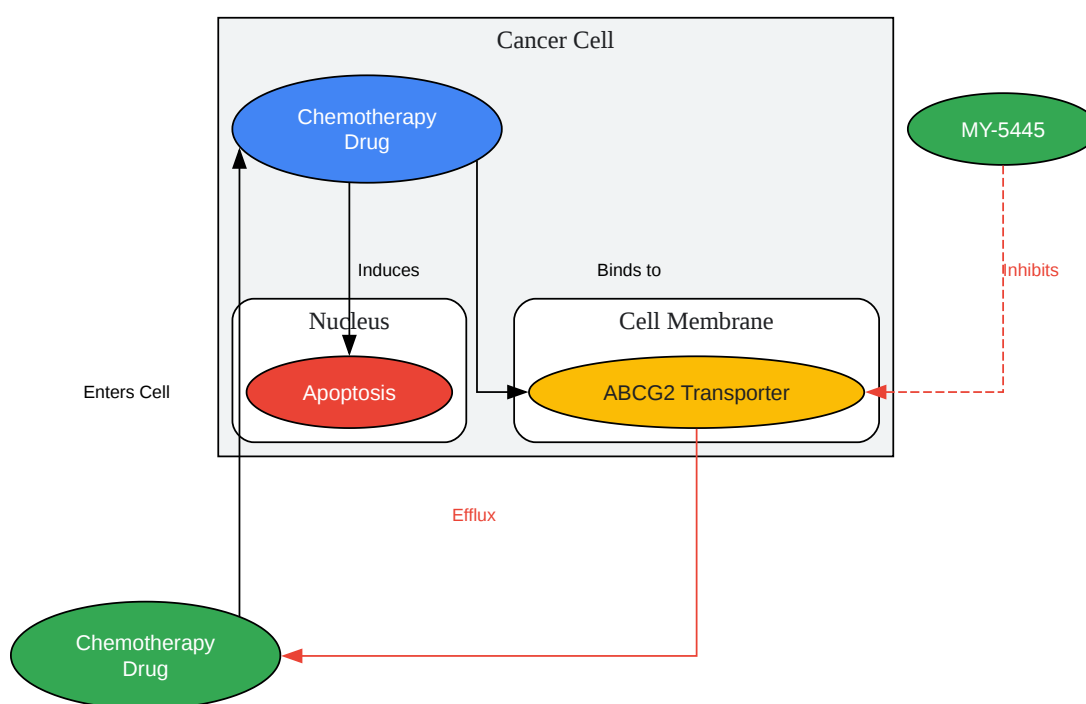 Cancer Cell
Chemotherapy
Drug
MY-5445
Induces
Binds to
Inhibits
Nucleus
Cell Membrane
Apoptosis
ABCG2 Transporter
Enters Cell
Efflux
Chemotherapy
Drug